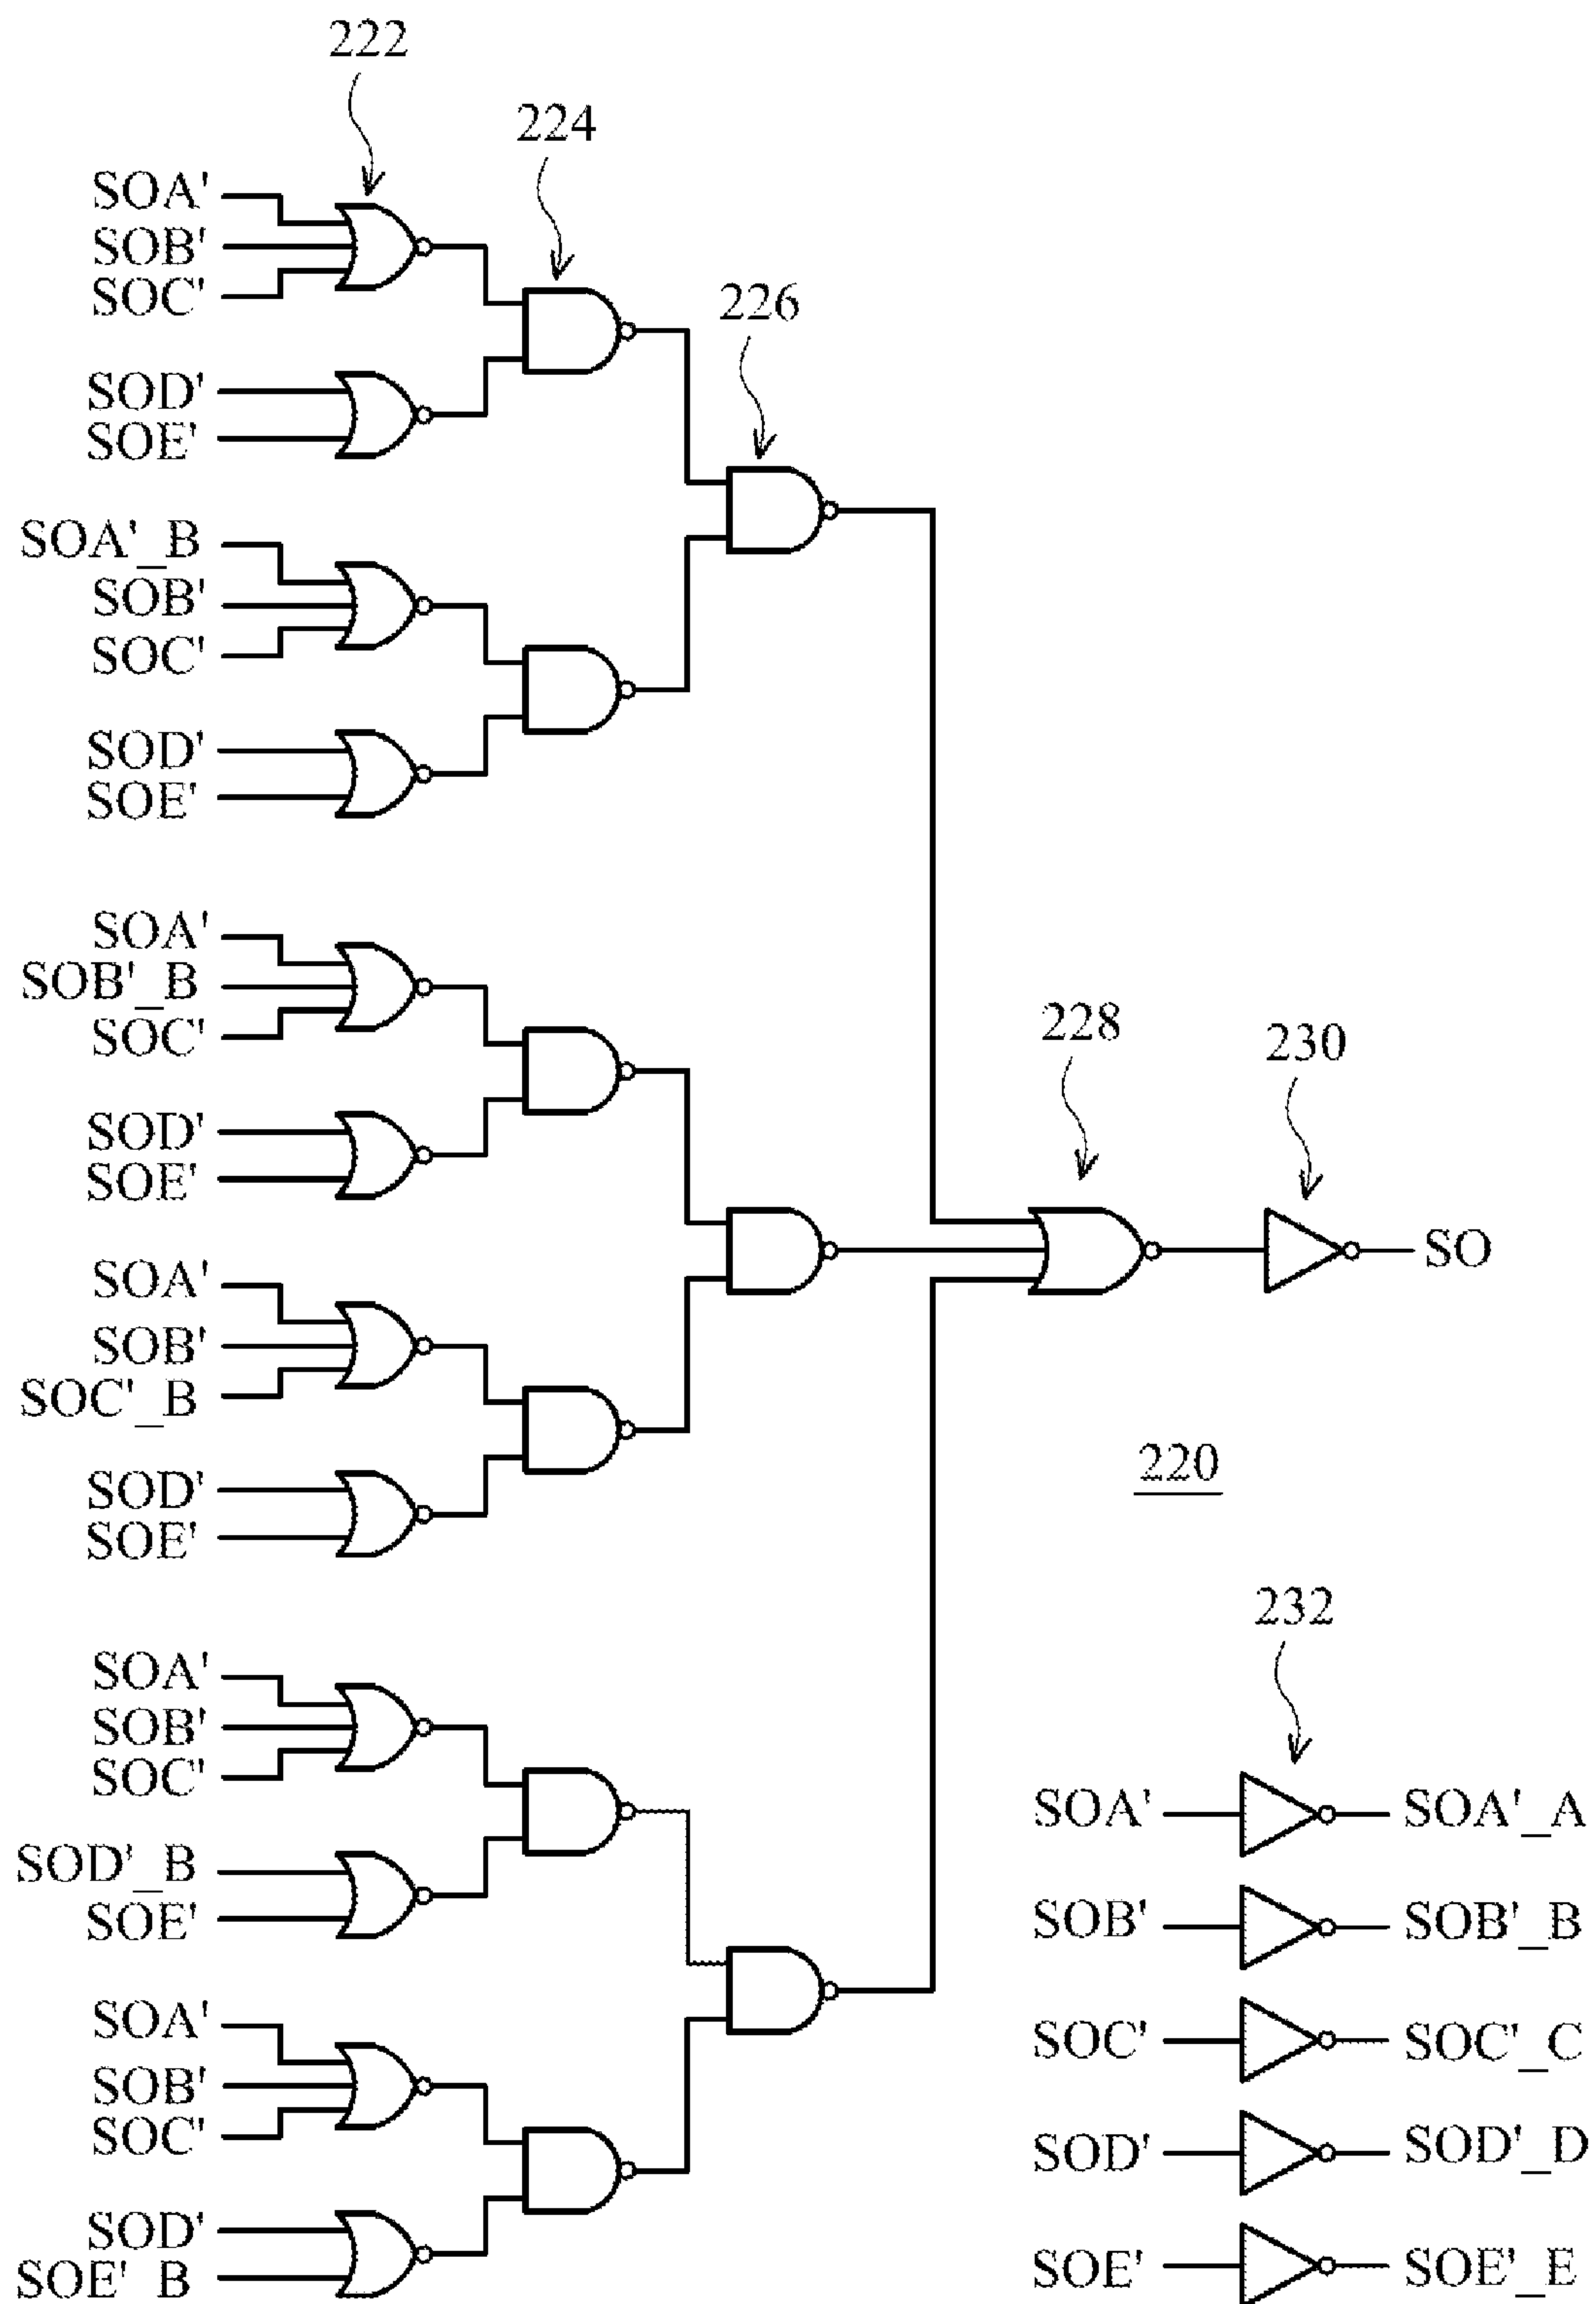 222
224
SOA'
SOB'
SOC'
226
SOD'
SOE'
SOA'_B
SOB'
SOC'
SOD'
SOE'
SOA'
SOB'_B
SOC'
228
230
SOD'
SOE'
SO
SOA'
SOB'
SOC'_B
220
SOD'
SOE'
232
SOA'
SOB'
SOC'
SOD'_B
SOE'
SOA'
SOB'
SOC'
SOD'
SOE'_B
SOA' SOA'_A
SOB' SOB'_B
SOC' SOC'_C
SOD' SOD'_D
SOE' SOE'_E